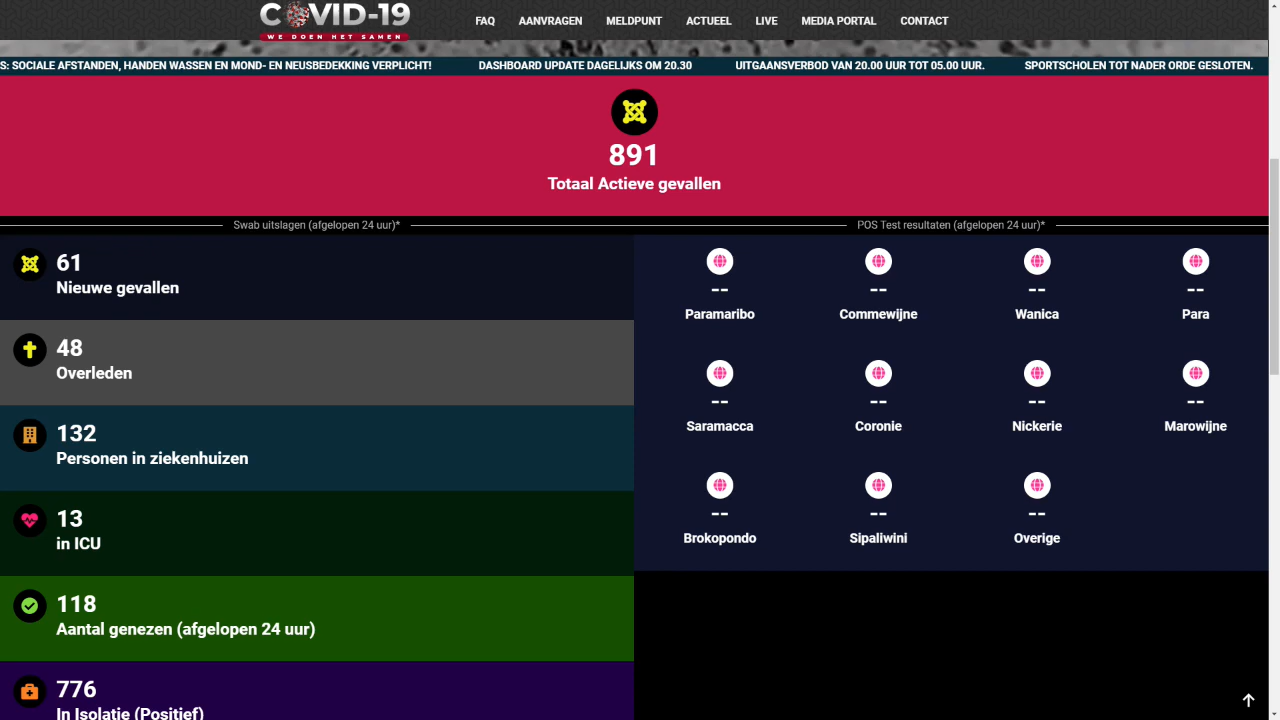 COVID-19
WE DOEN HET SAMEN
FAQ AANVRAGEN MELDPUNT ACTUEEL LIVE MEDIA PORTAL CONTACT
S: SOCIALE AFSTANDEN, HANDEN WASSEN EN MOND- EN NEUSBEDEKKING VERPLICHT! DASHBOARD UPDATE DAGELIJKS OM 20.30 UITGAANSVERBOD VAN 20.00 UUR TOT 05.00 UUR. SPORTSCHOLEN TOT NADER ORDE GESLOTEN.
891
Totaal Actieve gevallen
Swab uitslagen (afgelopen 24 uur)*
61
Nieuwe gevallen
48
Overleden
132
Personen in ziekenhuizen
13
in ICU
118
Aantal genezen (afgelopen 24 uur)
776
In Isolatie (Positief)
POS Test resultaten (afgelopen 24 uur)*
-- -- -- --
Paramaribo Commewijne Wanica Para
-- -- -- --
Saramacca Coronie Nickerie Marowijne
-- -- --
Brokopondo Sipaliwini Overige